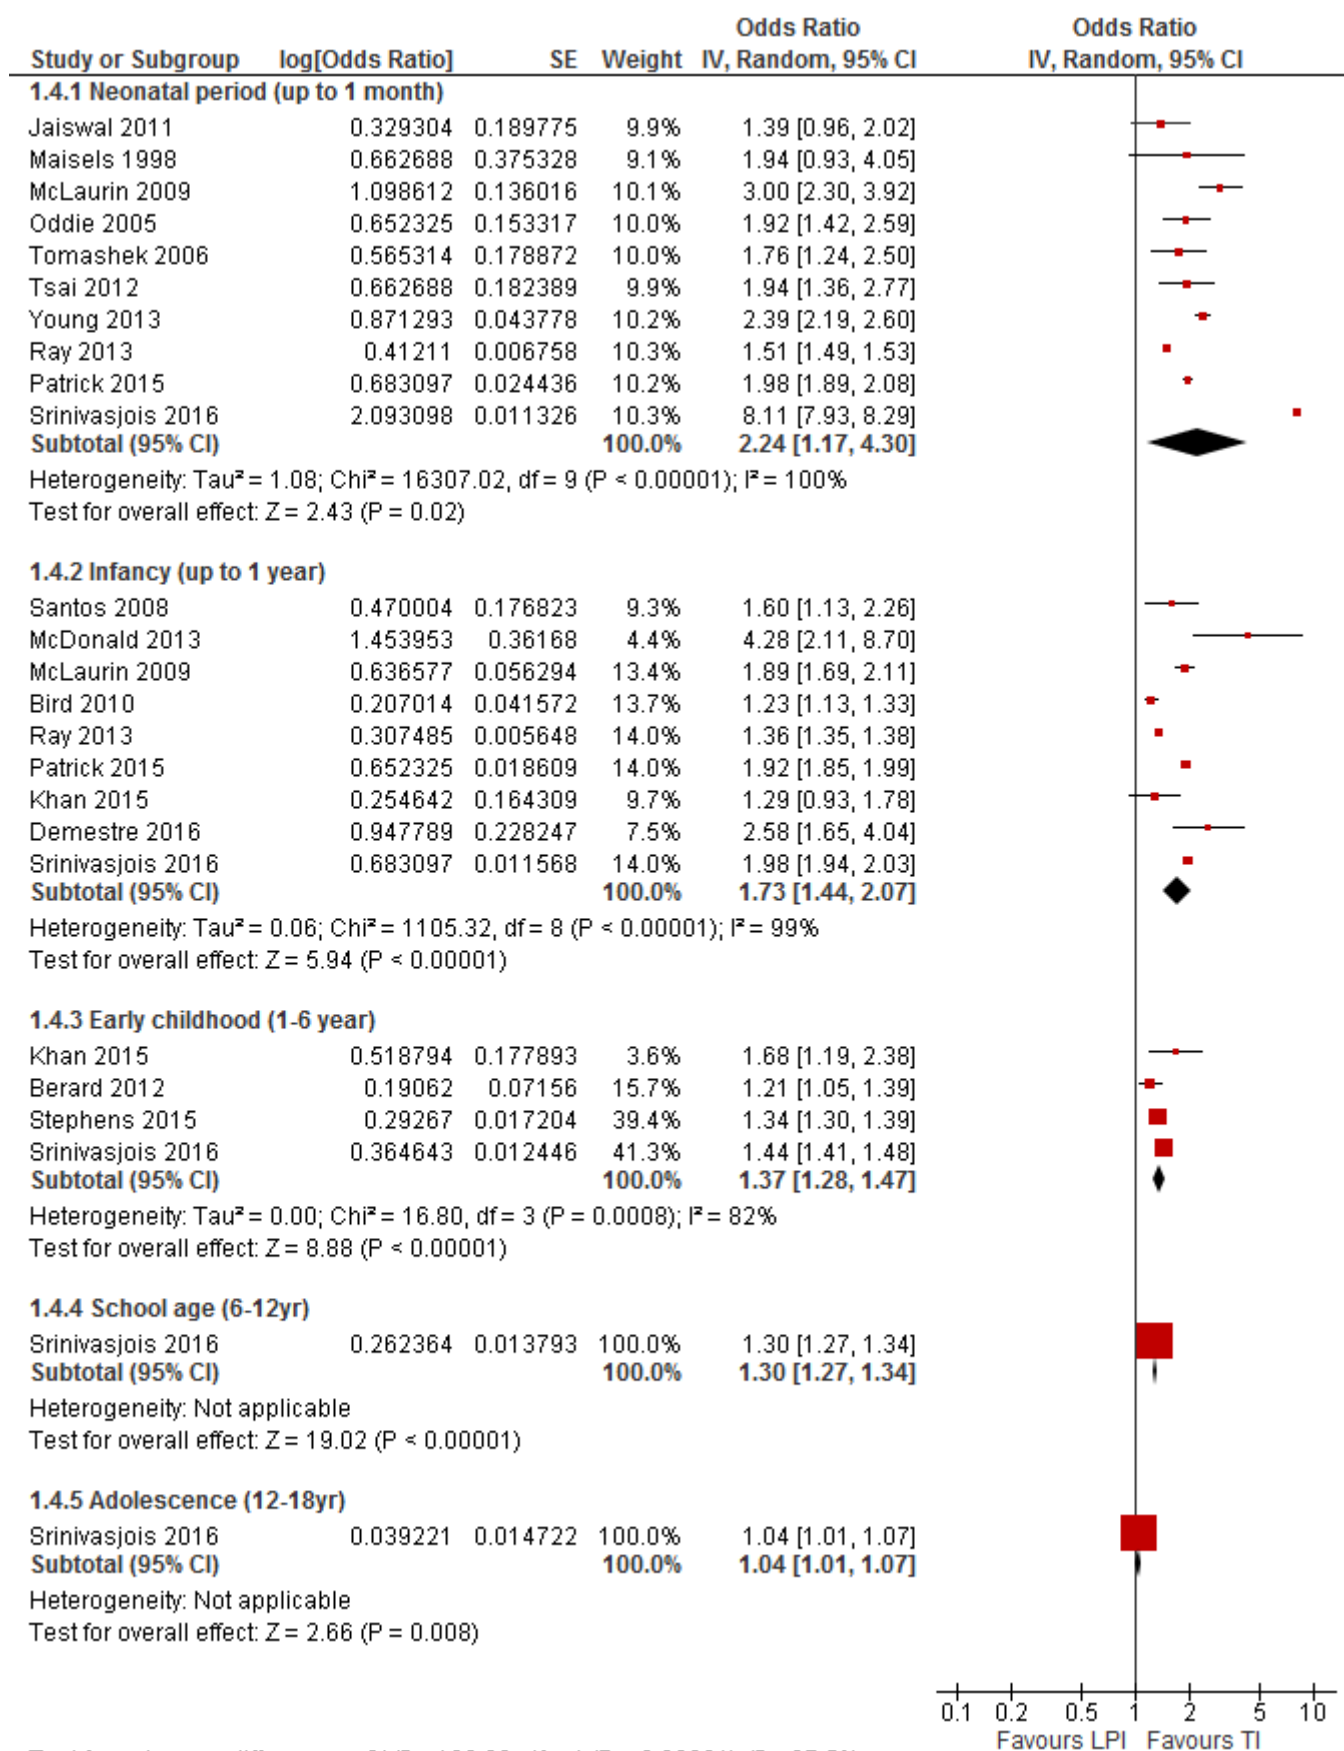 Odds Ratio Odds Ratio
Study or Subgroup log[Odds Ratio] SE Weight IV, Random, 95% CI IV, Random, 95% CI
1.4.1 Neonatal period (up to 1 month)
Jaiswal 2011 0.329304 0.189775 9.9% 1.39 [0.96, 2.02]
Maisels 1998 0.662688 0.375328 9.1% 1.94 [0.93, 4.05]
McLaurin 2009 1.098612 0.136016 10.1% 3.00 [2.30, 3.92]
Oddie 2005 0.652325 0.153317 10.0% 1.92 [1.42, 2.59]
Tomashek 2006 0.565314 0.178872 10.0% 1.76 [1.24, 2.50]
Tsai 2012 0.662688 0.182389 9.9% 1.94 [1.36, 2.77]
Young 2013 0.871293 0.043778 10.2% 2.39 [2.19, 2.60]
Ray 2013 0.41211 0.006758 10.3% 1.51 [1.49, 1.53]
Patrick 2015 0.683097 0.024436 10.2% 1.98 [1.89, 2.08]
Srinivasjois 2016 2.093098 0.011326 10.3% 8.11 [7.93, 8.29]
Subtotal (95% CI) 100.0% 2.24 [1.17, 4.30]
Heterogeneity: Tau² = 1.08; Chi² = 16307.02, df = 9 (P < 0.00001); I² = 100%
Test for overall effect: Z = 2.43 (P = 0.02)
1.4.2 Infancy (up to 1 year)
Santos 2008 0.470004 0.176823 9.3% 1.60 [1.13, 2.26]
McDonald 2013 1.453953 0.36168 4.4% 4.28 [2.11, 8.70]
McLaurin 2009 0.636577 0.056294 13.4% 1.89 [1.69, 2.11]
Bird 2010 0.207014 0.041572 13.7% 1.23 [1.13, 1.33]
Ray 2013 0.307485 0.005648 14.0% 1.36 [1.35, 1.38]
Patrick 2015 0.652325 0.018609 14.0% 1.92 [1.85, 1.99]
Khan 2015 0.254642 0.164309 9.7% 1.29 [0.93, 1.78]
Demestre 2016 0.947789 0.228247 7.5% 2.58 [1.65, 4.04]
Srinivasjois 2016 0.683097 0.011568 14.0% 1.98 [1.94, 2.03]
Subtotal (95% CI) 100.0% 1.73 [1.44, 2.07]
Heterogeneity: Tau² = 0.06; Chi² = 1105.32, df = 8 (P < 0.00001); I² = 99%
Test for overall effect: Z = 5.94 (P < 0.00001)
1.4.3 Early childhood (1-6 year)
Khan 2015 0.518794 0.177893 3.6% 1.68 [1.19, 2.38]
Berard 2012 0.19062 0.07156 15.7% 1.21 [1.05, 1.39]
Stephens 2015 0.29267 0.017204 39.4% 1.34 [1.30, 1.39]
Srinivasjois 2016 0.364643 0.012446 41.3% 1.44 [1.41, 1.48]
Subtotal (95% CI) 100.0% 1.37 [1.28, 1.47]
Heterogeneity: Tau² = 0.00; Chi² = 16.80, df = 3 (P = 0.0008); I² = 82%
Test for overall effect: Z = 8.88 (P < 0.00001)
1.4.4 School age (6-12yr)
Srinivasjois 2016 0.262364 0.013793 100.0% 1.30 [1.27, 1.34]
Subtotal (95% CI) 100.0% 1.30 [1.27, 1.34]
Heterogeneity: Not applicable
Test for overall effect: Z = 19.02 (P < 0.00001)
1.4.5 Adolescence (12-18yr)
Srinivasjois 2016 0.039221 0.014722 100.0% 1.04 [1.01, 1.07]
Subtotal (95% CI) 100.0% 1.04 [1.01, 1.07]
Heterogeneity: Not applicable
Test for overall effect: Z = 2.66 (P = 0.008)
0.1 0.2 0.5 1 2 5 10
Favours LPI Favours TI